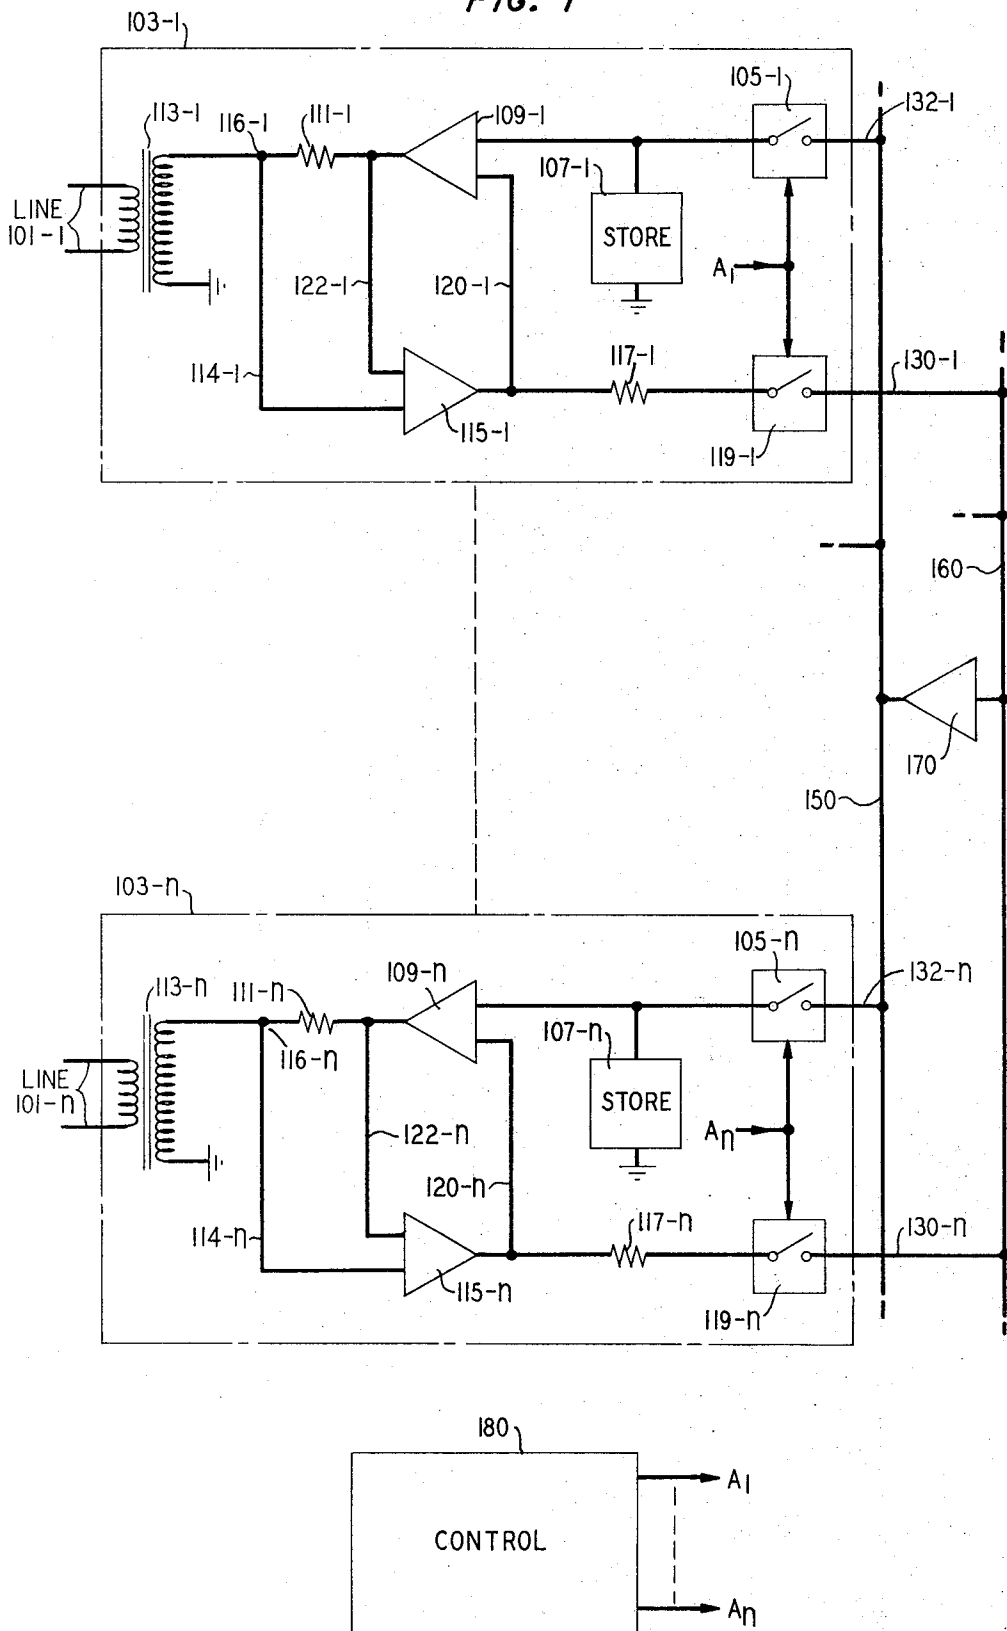 FIG. 1
103-1
105-1
132-1
113-1
116-1
111-1
109-1
107-1
LINE
101-1
STORE
A1
122-1
120-1
117-1
130-1
114-1
115-1
119-1
160
170
150
103-n
105-n
132-n
109-n
113-n
111-n
107-n
116-n
LINE
101-n
STORE
An
122-n
120-n
117-n
130-n
114-n
115-n
119-n
180
A1
CONTROL
An